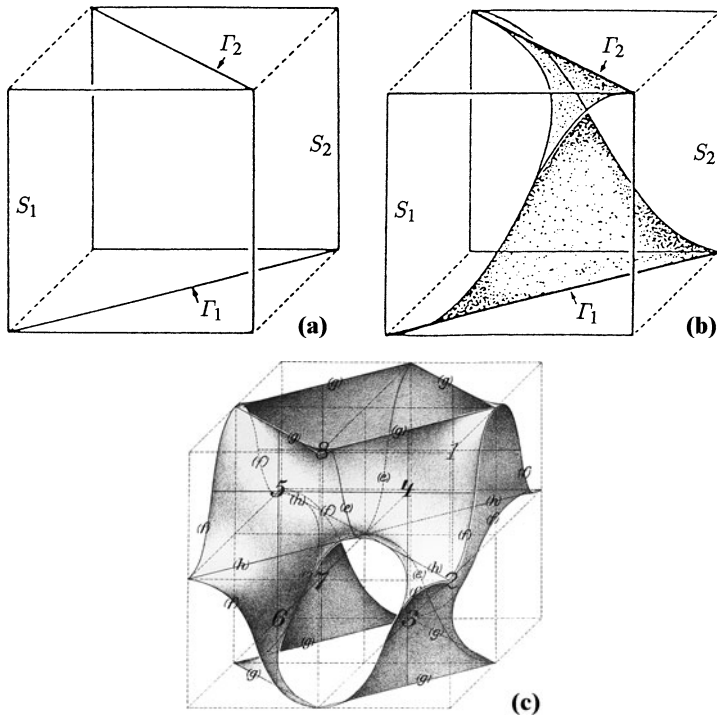 Γ2
S1
S2
Γ1
(a)
Γ2
S1
S2
Γ1
(b)
(g)
(g)
(g)
(g)
8
1
(f)
(e)
(f)
5
4
(h)
(f)
(e)
(h)
(f)
(f)
(f)
(h)
7
(h)
(e)
2
(f)
6
3
(g)
(g)
(g)
(g)
(c)